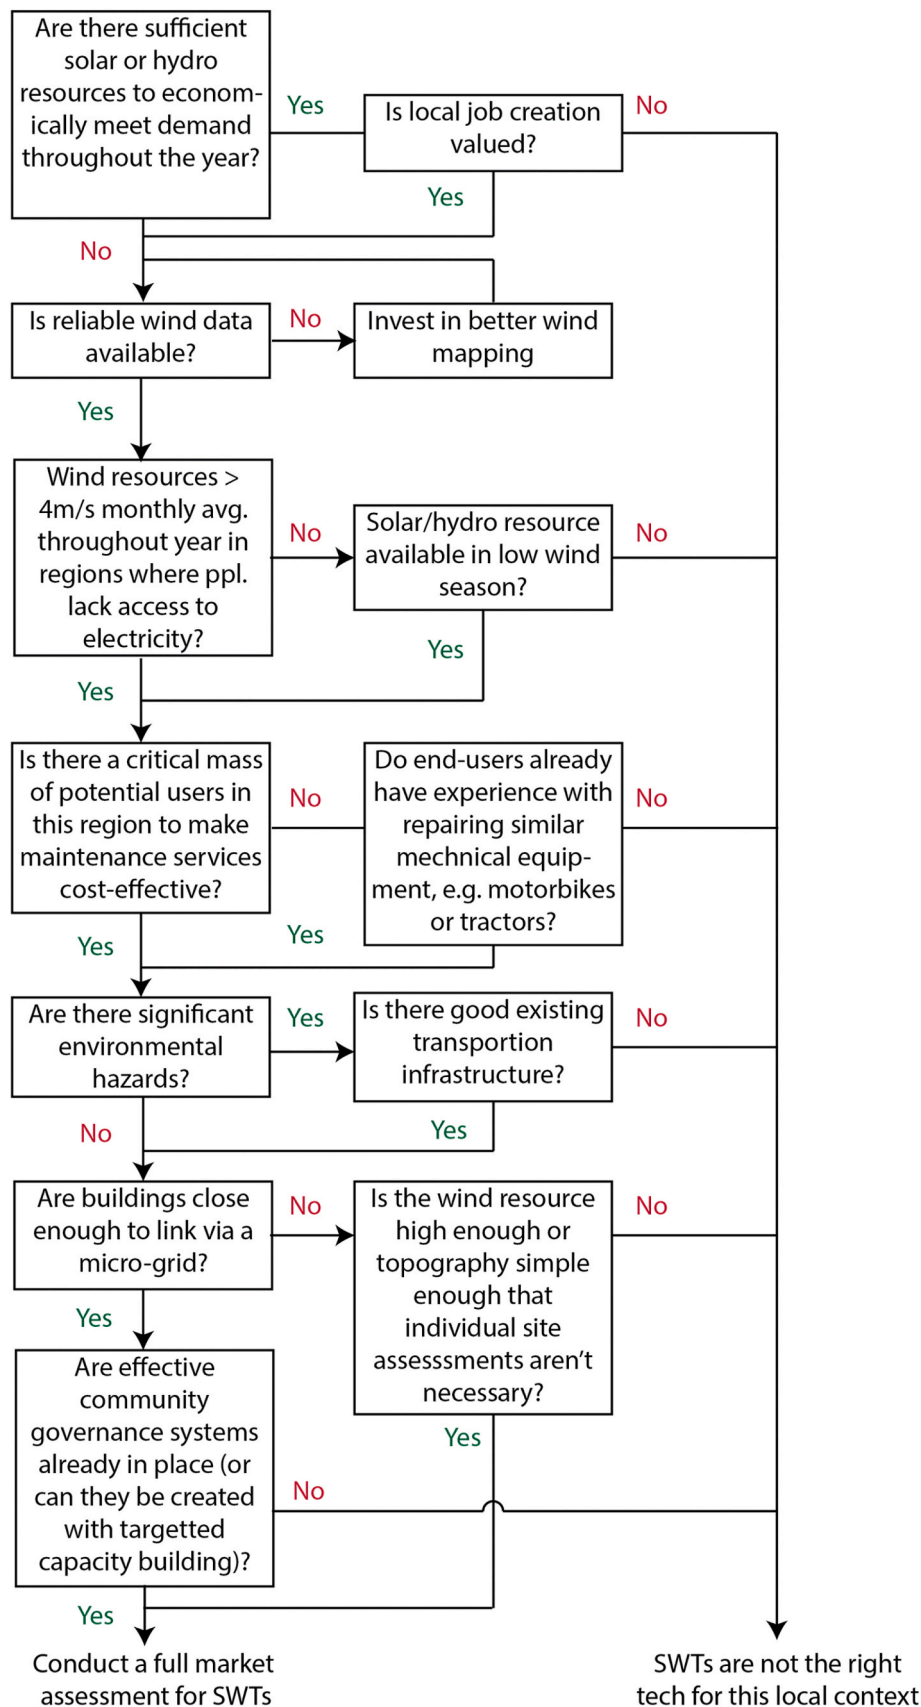 Are there sufficient
solar or hydro
resources to econom-
ically meet demand
throughout the year?
Yes
Is local job creation
valued?
No
Yes
No
Is reliable wind data
available?
No
Invest in better wind
mapping
Yes
Wind resources >
4m/s monthly avg.
throughout year in
regions where ppl.
lack access to
electricity?
No
Solar/hydro resource
available in low wind
season?
No
Yes
Yes
Is there a critical mass
of potential users in
this region to make
maintenance services
cost-effective?
No
Do end-users already
have experience with
repairing similar
mechnical equip-
ment, e.g. motorbikes
or tractors?
No
Yes
Yes
Are there significant
environmental
hazards?
Yes
Is there good existing
transportion
infrastructure?
No
No
Yes
Are buildings close
enough to link via a
micro-grid?
No
Is the wind resource
high enough or
topography simple
enough that
individual site
assesssments aren't
necessary?
No
Yes
Are effective
community
governance systems
already in place (or
can they be created
with targetted
capacity building)?
Yes
No
Yes
Conduct a full market
assessment for SWTs
SWTs are not the right
tech for this local context